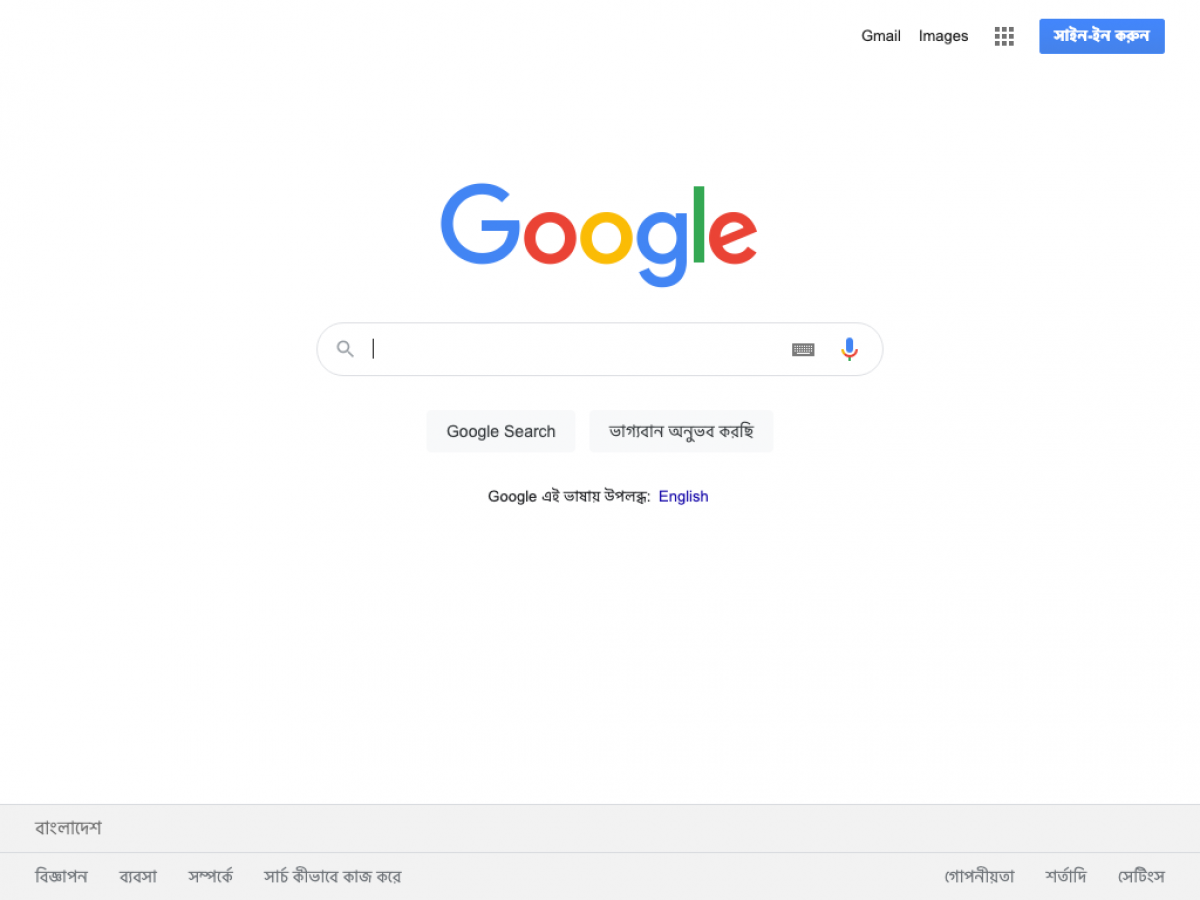 Gmail Images সাইন-ইন করুন
Google
Google Search ভাগ্যবান অনুভব করছি
Google এই ভাষায় উপলব্ধ: English
বাংলাদেশ
বিজ্ঞাপন ব্যবসা সম্পর্কে সার্চ কীভাবে কাজ করে গোপনীয়তা শর্তাদি সেটিংস